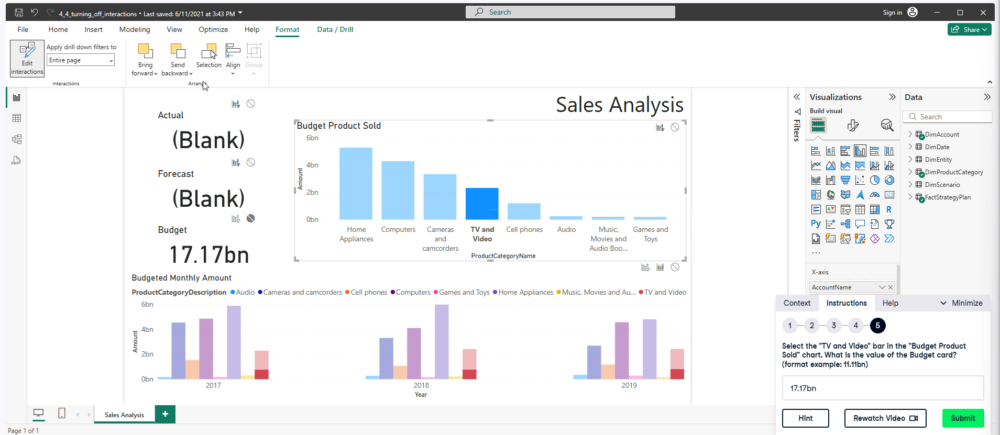 4_4_turning_off_interactions • Last saved: 6/11/2021 at 3:43 PM
Search
Sign in
File Home Insert Modeling View Optimize Help Format Data / Drill
Share
Edit interactions
Apply drill down filters to
Entire page
Interactions
Bring forward
Send backward
Selection
Align
Group
Arrange
Sales Analysis
Actual
(Blank)
Forecast
(Blank)
Budget
17.17bn
Budget Product Sold
6bn
4bn
2bn
0bn
Amount
Home Appliances
Computers
Cameras and camcorders
TV and Video
Cell phones
Audio
Music, Movies and Audio Boo...
Games and Toys
ProductCategoryName
Budgeted Monthly Amount
ProductCategoryDescription Audio Cameras and camcorders Cell phones Computers Games and Toys Home Appliances Music, Movies and Au... TV and Video
6bn
4bn
2bn
0bn
Amount
2017 2018 2019
Year
Filters
Visualizations
Build visual
123
R
Py
123
...
X-axis
AccountName
Data
Search
DimAccount
DimDate
DimEntity
DimProductCategory
DimScenario
FactStrategyPlan
DAX
Context Instructions Help Minimize
1 2 3 4 5
Select the "TV and Video" bar in the "Budget Product
Sold" chart. What is the value of the Budget card?
(format example: 11.11bn)
17.17bn
Hint
Rewatch Video
Submit
Sales Analysis
+
Page 1 of 1